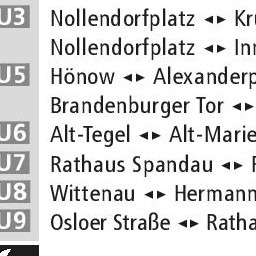 U3 Nollendorfplatz ◄► Kru
Nollendorfplatz ◄► Inn
U5 Hönow ◄► Alexanderp
Brandenburger Tor ◄►
U6 Alt-Tegel ◄► Alt-Marie
U7 Rathaus Spandau ◄► R
U8 Wittenau ◄► Hermann
U9 Osloer Straße ◄► Ratha